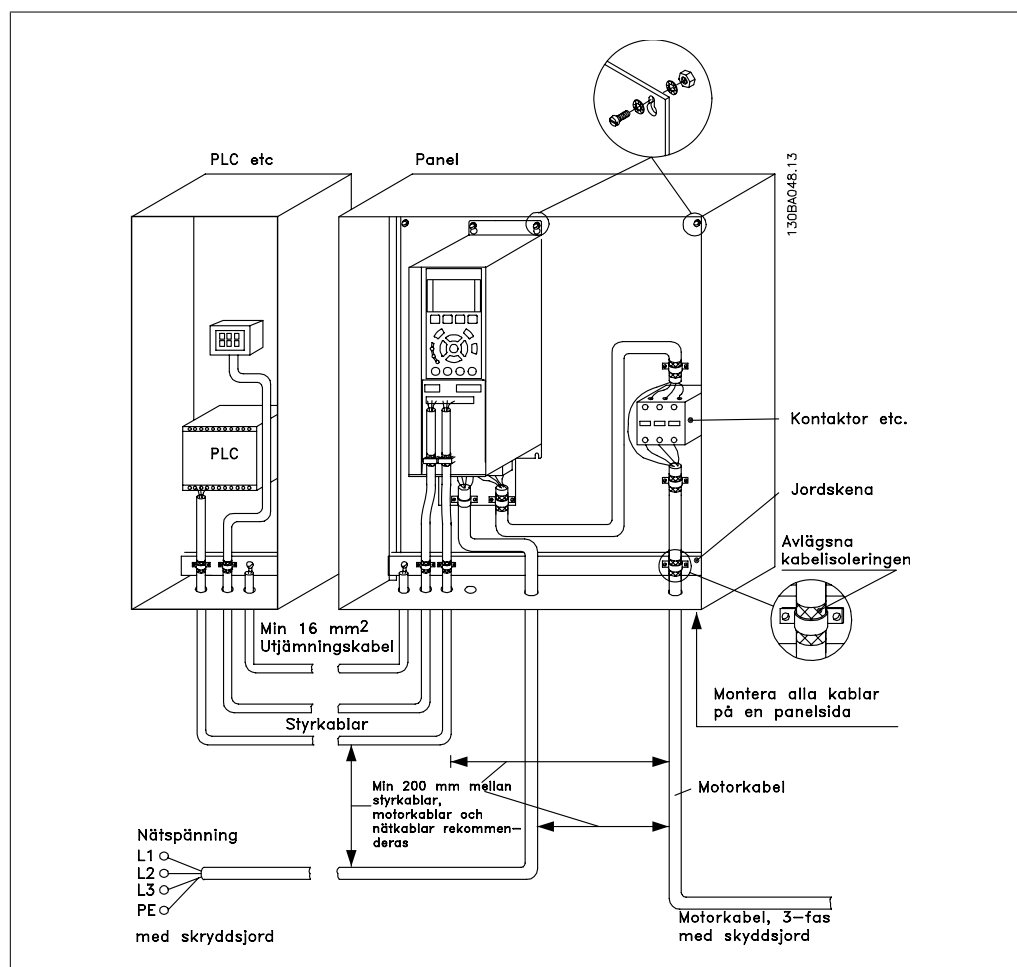 PLC etc
Panel
130BA048.13
PLC
Kontaktor etc.
Jordskena
Avlägsna
kabelisoleringen
Min 16 mm2
Utjämningskabel
Styrkablar
Montera alla kablar
på en panelsida
Min 200 mm mellan
styrkablar,
motorkablar och
nätkablar rekommen-
deras
Motorkabel
Nätspänning
L1
L2
L3
PE
med skryddsjord
Motorkabel, 3-fas
med skyddsjord